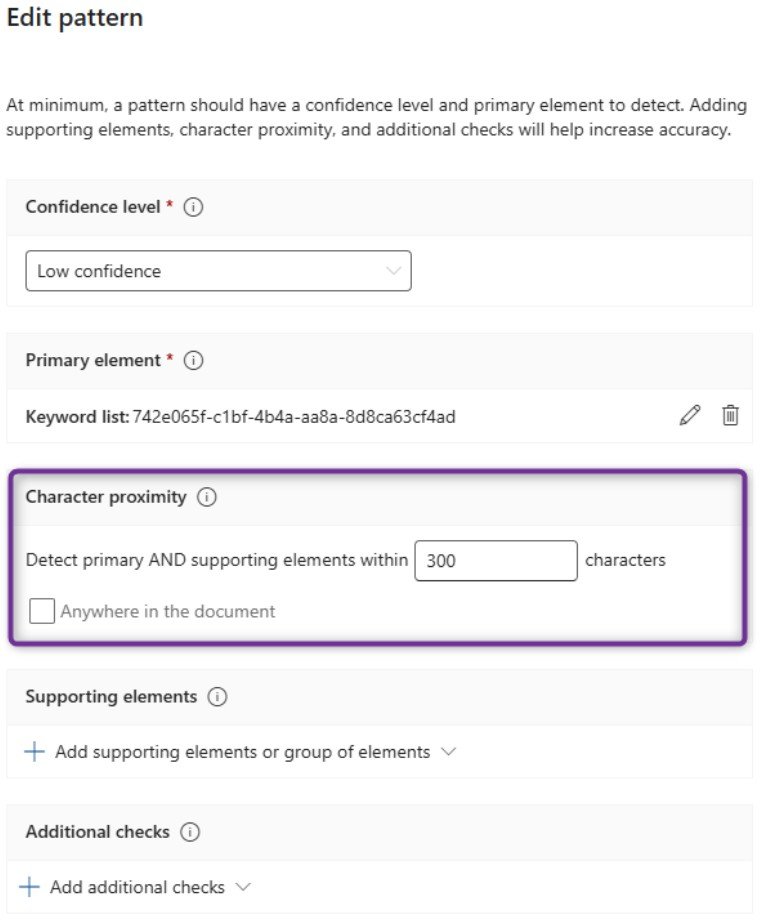 Edit pattern
At minimum, a pattern should have a confidence level and primary element to detect. Adding
supporting elements, character proximity, and additional checks will help increase accuracy.
Confidence level *
Low confidence
Primary element *
Keyword list: 742e065f-c1bf-4b4a-aa8a-8d8ca63cf4ad
Character proximity
Detect primary AND supporting elements within 300 characters
Anywhere in the document
Supporting elements
Add supporting elements or group of elements
Additional checks
Add additional checks